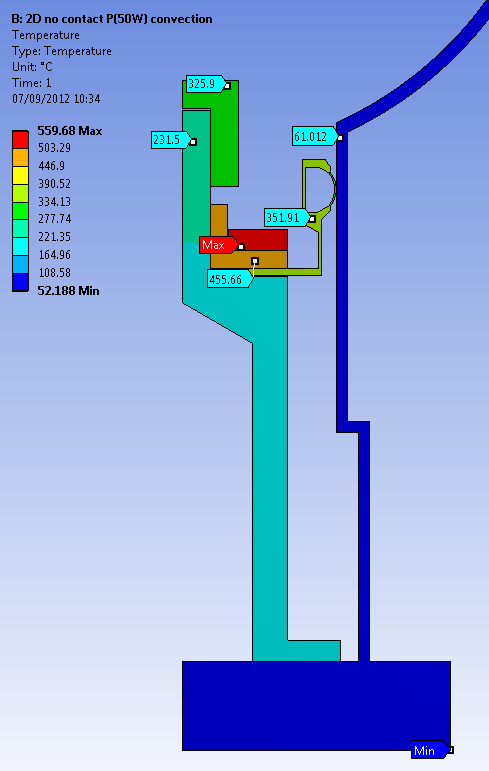 B: 2D no contact P(50W) convection
Temperature
Type: Temperature
Unit: °C
Time: 1
07/09/2012 10:34
559.68 Max
503.29
446.9
390.52
334.13
277.74
221.35
164.96
108.58
52.188 Min
325.9
231.5
61.012
351.91
Max
455.66
Min